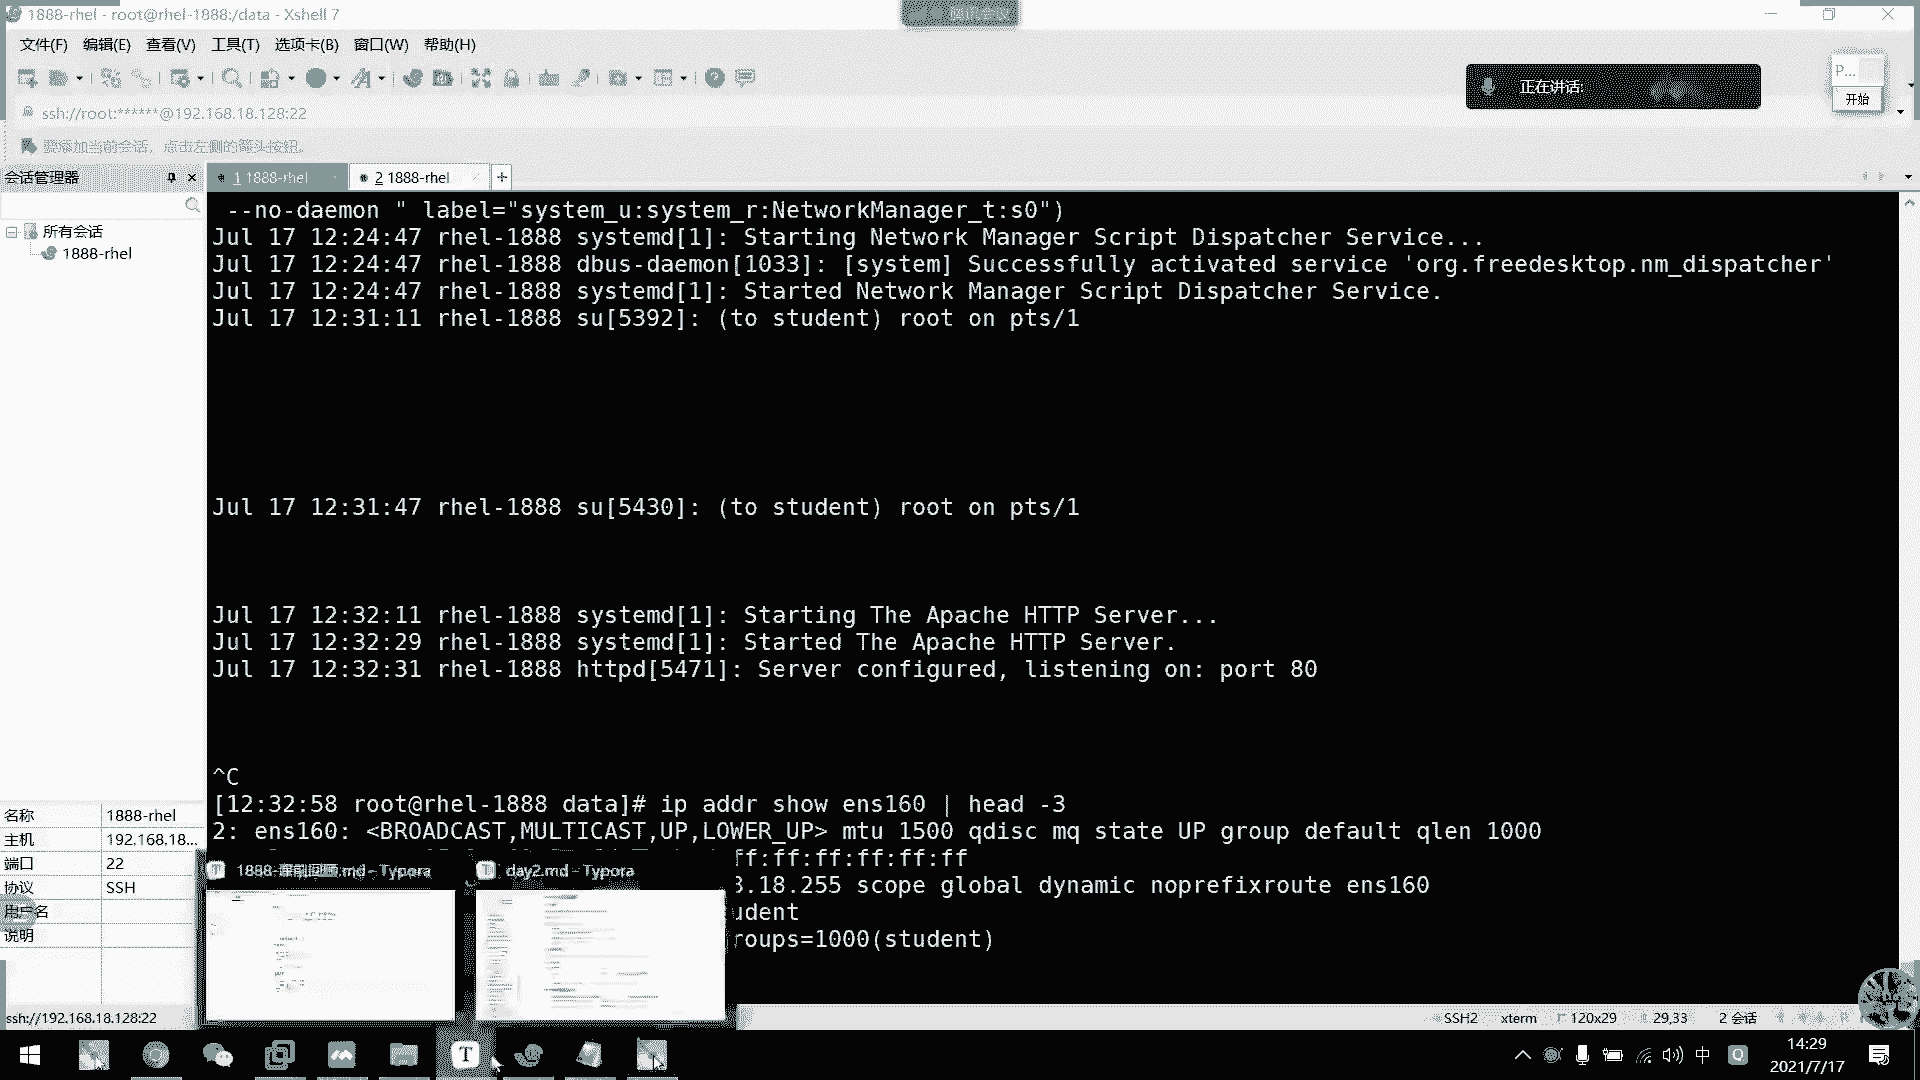 1888-rhel - root@rhel-1888:/data - Xshell 7
腾讯会议
文件(F) 编辑(E) 查看(V) 工具(T) 选项卡(B) 窗口(W) 帮助(H)
正在讲话:
P...
开始
ssh://root:******@192.168.18.128:22
要添加当前会话，点击左侧的箭头按钮。
会话管理器
1 1888-rhel
2 1888-rhel
所有会话
1888-rhel
--no-daemon " label="system_u:system_r:NetworkManager_t:s0")
Jul 17 12:24:47 rhel-1888 systemd[1]: Starting Network Manager Script Dispatcher Service...
Jul 17 12:24:47 rhel-1888 dbus-daemon[1033]: [system] Successfully activated service 'org.freedesktop.nm_dispatcher'
Jul 17 12:24:47 rhel-1888 systemd[1]: Started Network Manager Script Dispatcher Service.
Jul 17 12:31:11 rhel-1888 su[5392]: (to student) root on pts/1
Jul 17 12:31:47 rhel-1888 su[5430]: (to student) root on pts/1
Jul 17 12:32:11 rhel-1888 systemd[1]: Starting The Apache HTTP Server...
Jul 17 12:32:29 rhel-1888 systemd[1]: Started The Apache HTTP Server.
Jul 17 12:32:31 rhel-1888 httpd[5471]: Server configured, listening on: port 80
^C
[12:32:58 root@rhel-1888 data]# ip addr show ens160 | head -3
2: ens160: <BROADCAST,MULTICAST,UP,LOWER_UP> mtu 1500 qdisc mq state UP group default qlen 1000
ff:ff:ff:ff:ff:ff
3.18.255 scope global dynamic noprefixroute ens160
udent
roups=1000(student)
名称 1888-rhel
主机 192.168.18...
端口 22
协议 SSH
用户名
说明
1888-课前回顾.md - Typora
day2.md - Typora
ssh://192.168.18.128:22
SSH2 xterm 120x29 29,33 2 会话
中
14:29
2021/7/17